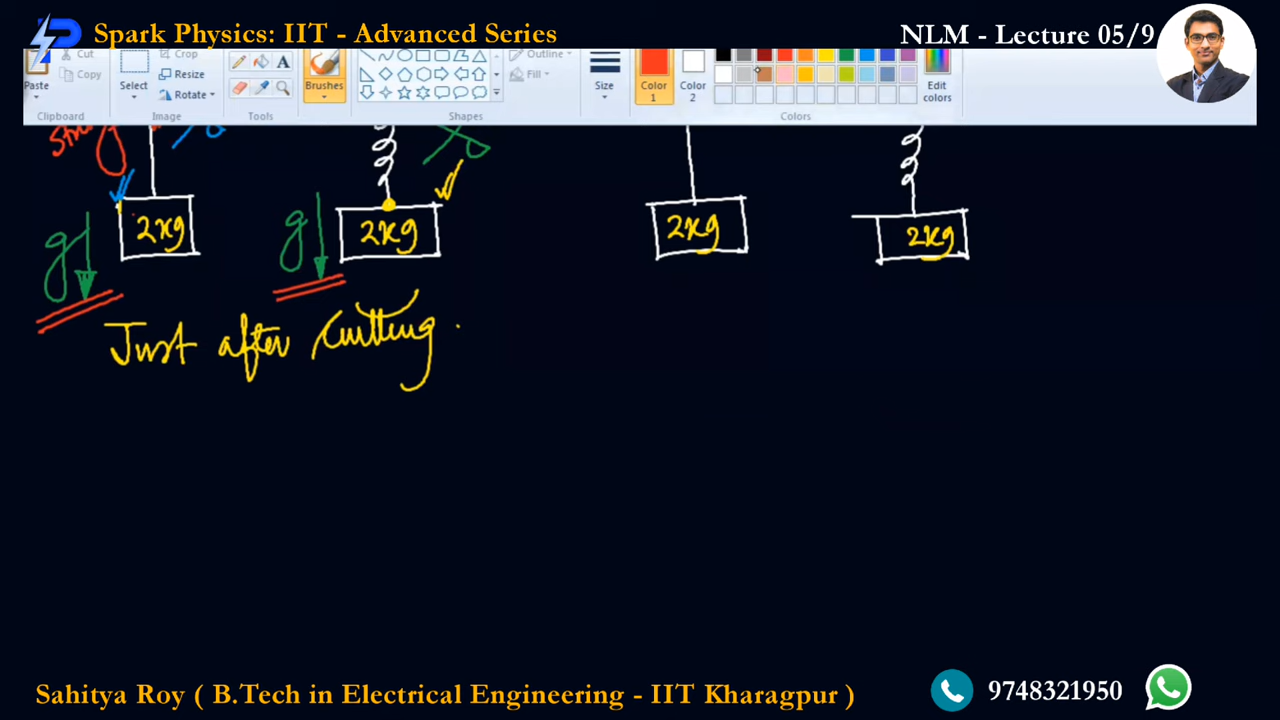 Spark Physics: IIT - Advanced Series
NLM - Lecture 05/9
Cut
Copy
Paste
Clipboard
Select
Crop
Resize
Rotate
Image
A
Tools
Brushes
Outline
Fill
Shapes
Size
Color 1
Color 2
Edit colors
Colors
String
2kg
2kg
2kg
2kg
g
g
Just after cutting.
Sahitya Roy ( B.Tech in Electrical Engineering - IIT Kharagpur )
9748321950